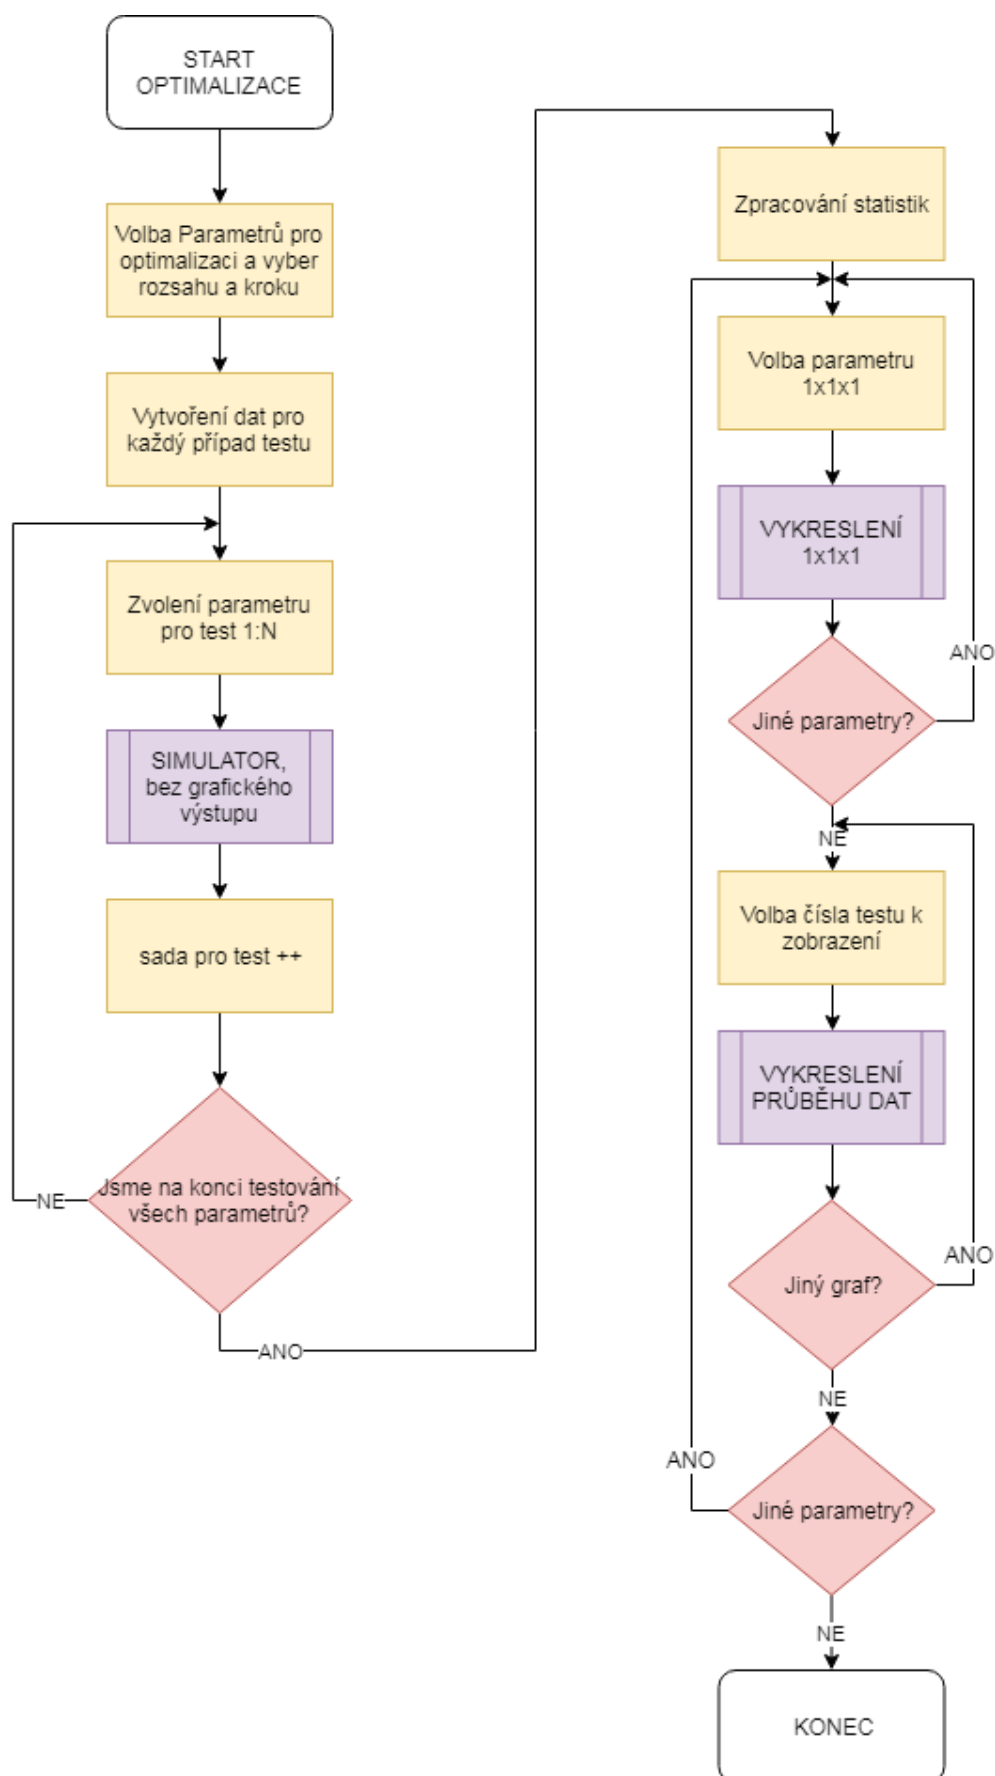 START
OPTIMALIZACE
Volba Parametrů pro
optimalizaci a vyber
rozsahu a kroku
Vytvoření dat pro
každý případ testu
Zvolení parametru
pro test 1:N
SIMULATOR,
bez grafického
výstupu
sada pro test ++
Jsme na konci testování
všech parametrů?
NE
ANO
Zpracování statistik
Volba parametru
1x1x1
VYKRESLENÍ
1x1x1
Jiné parametry?
ANO
NE
Volba čísla testu k
zobrazení
VYKRESLENÍ
PRŮBĚHU DAT
Jiný graf?
ANO
NE
Jiné parametry?
ANO
NE
KONEC